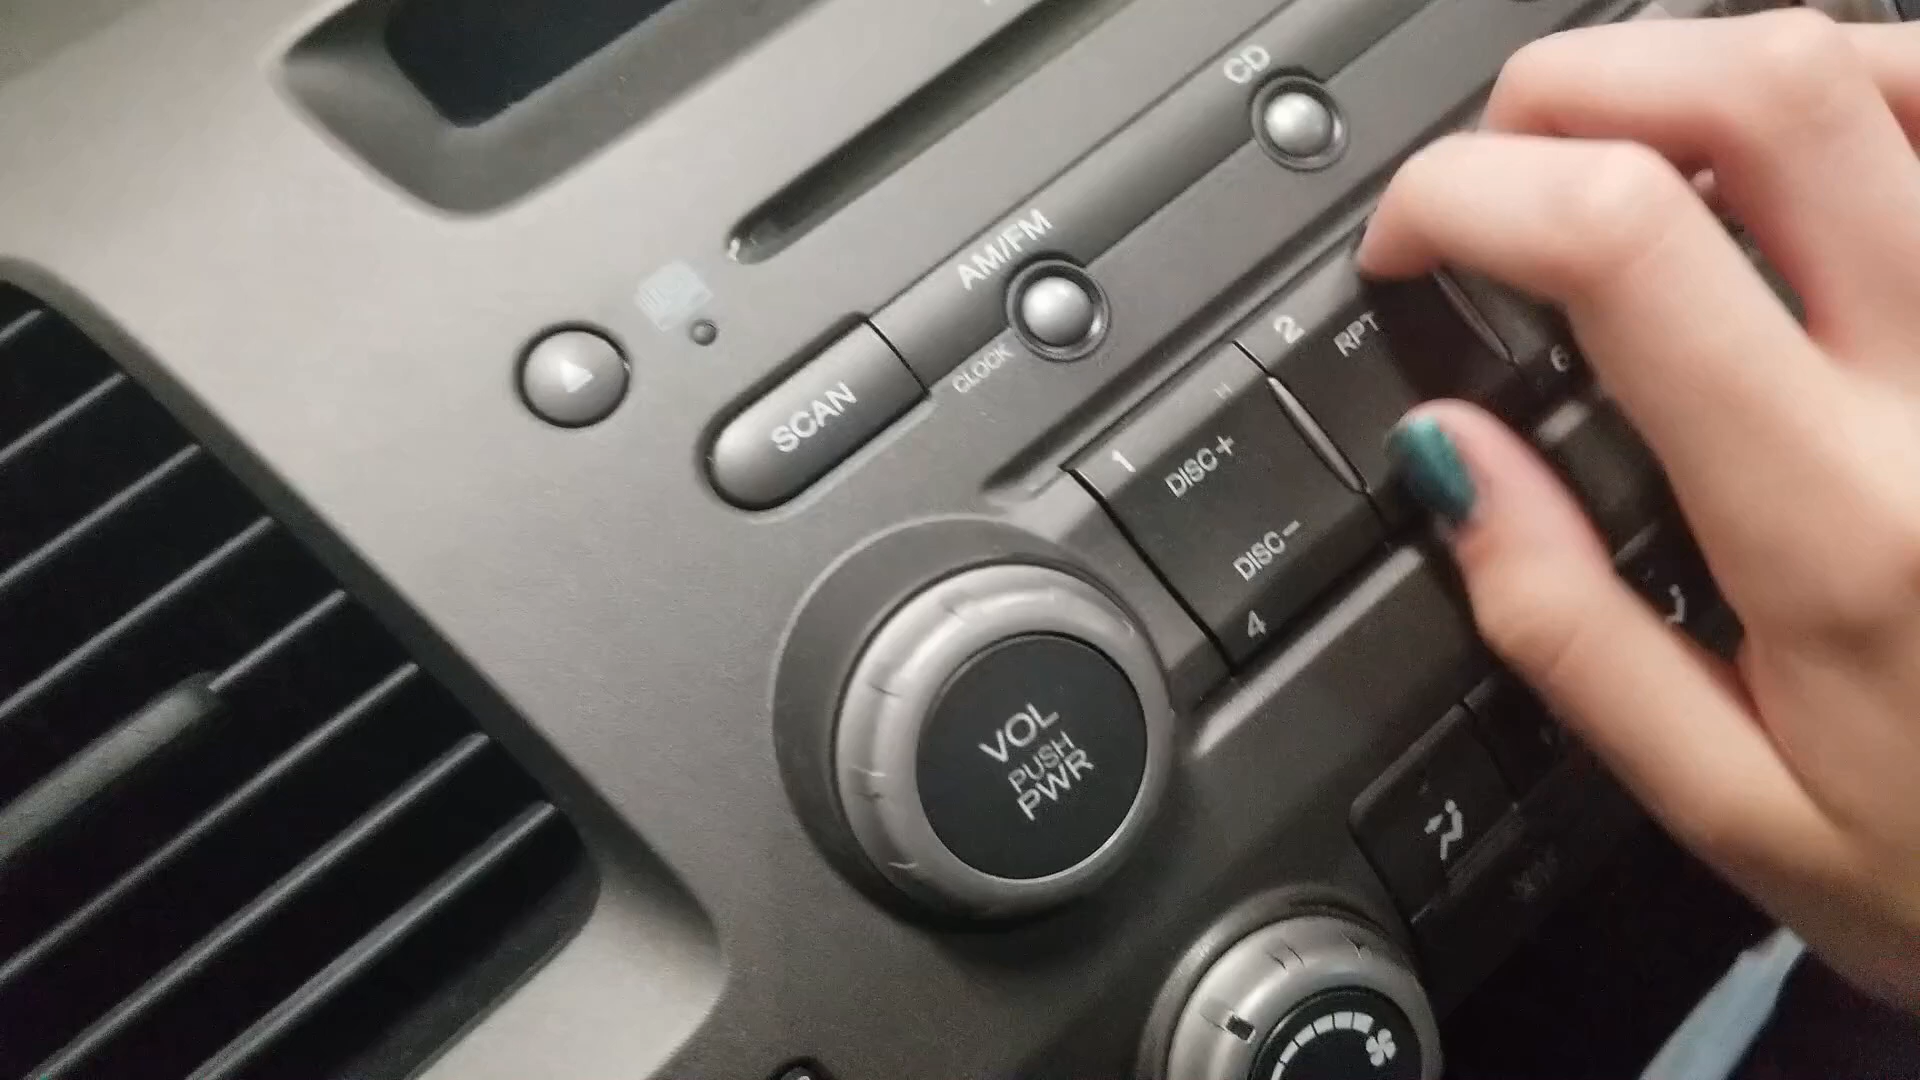 CD
AM/FM
CLOCK
SCAN
2
RPT
6
1
DISC+
DISC-
4
VOL
PUSH
PWR